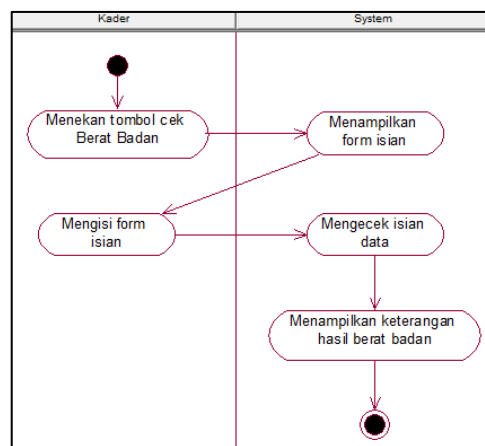 Kader
System
Menekan tombol cek
Berat Badan
Menampilkan
form isian
Mengisi form
isian
Mengecek isian
data
Menampilkan keterangan
hasil berat badan